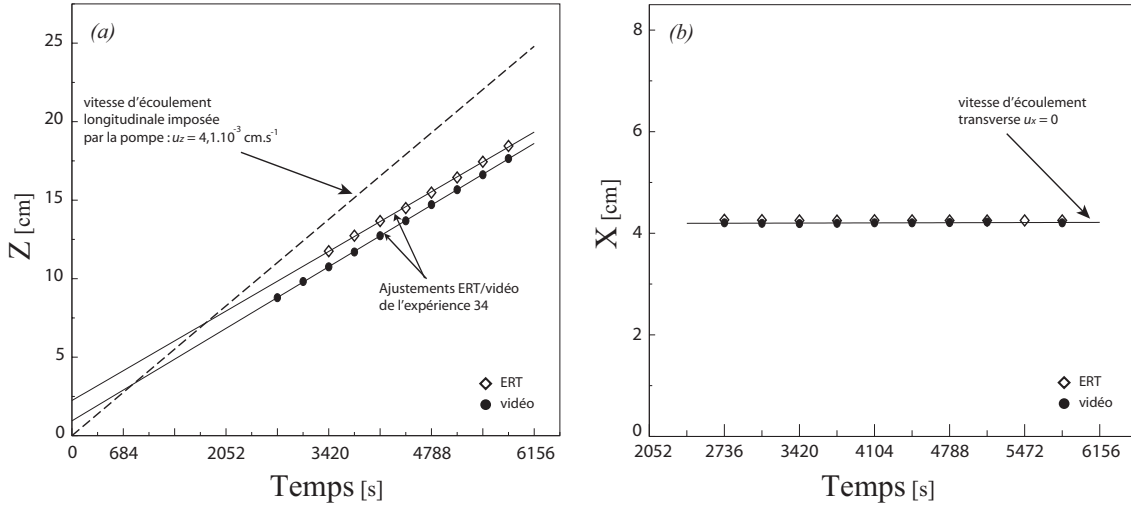 (a)
25
20
15
10
5
0
Z [cm]
vitesse d'écoulement
longitudinale imposée
par la pompe : uz = 4,1.10⁻³ cm.s⁻¹
Ajustements ERT/vidéo
de l'expérience 34
ERT
vidéo
0 684 2052 3420 4788 6156
Temps [s]
(b)
8
6
4
2
0
X [cm]
vitesse d'écoulement
transverse ux = 0
ERT
vidéo
2052 2736 3420 4104 4788 5472 6156
Temps [s]